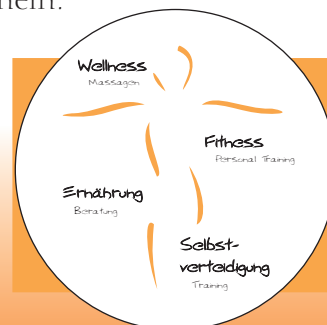 Wellness
Massagen
Fitness
Personal Training
Ernährung
Beratung
Selbst-
verteidigung
Training